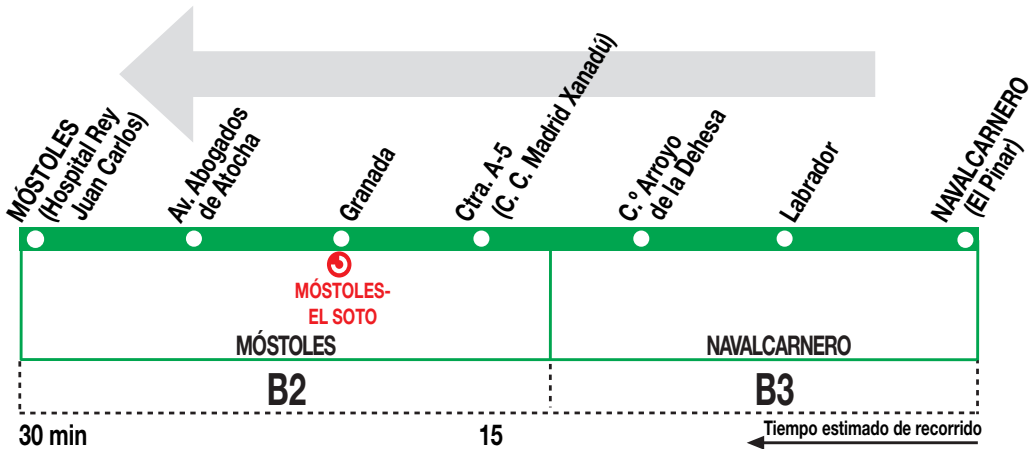 MÓSTOLES
(Hospital Rey
Juan Carlos)
Av. Abogados
de Atocha
Granada
Ctra. A-5
(C. C. Madrid Xanadú)
C.º Arroyo
de la Dehesa
Labrador
NAVALCARNERO
(El Pinar)
MÓSTOLES-
EL SOTO
MÓSTOLES
NAVALCARNERO
B2
B3
30 min
15
Tiempo estimado de recorrido